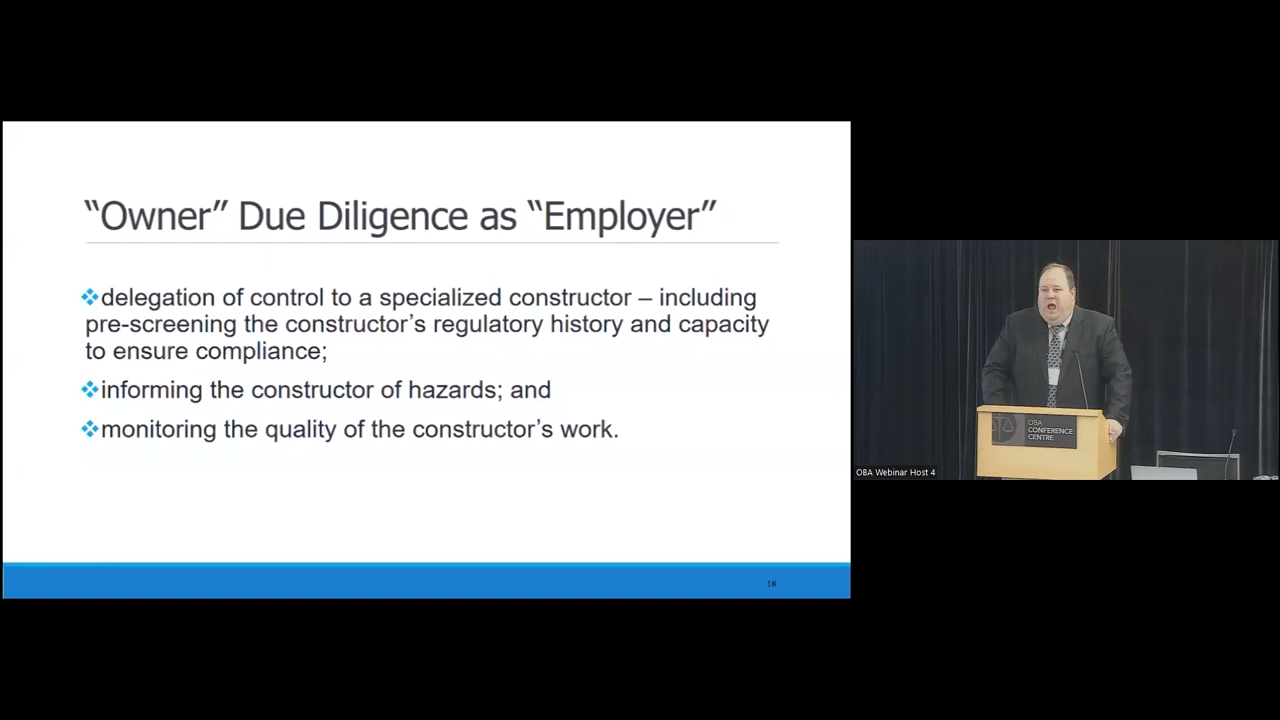 “Owner” Due Diligence as “Employer”
❖delegation of control to a specialized constructor – including
pre-screening the constructor’s regulatory history and capacity
to ensure compliance;
❖informing the constructor of hazards; and
❖monitoring the quality of the constructor’s work.
18
OBA
CONFERENCE
CENTRE
OBA Webinar Host 4